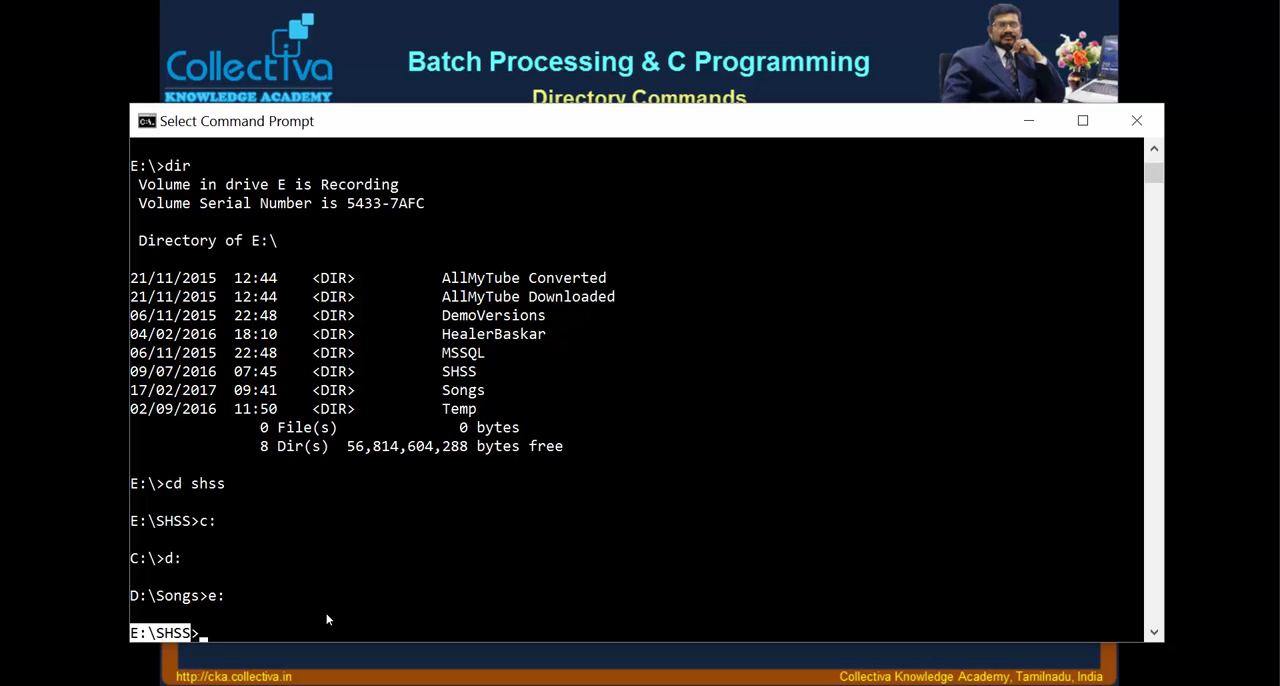 Collectiva
KNOWLEDGE ACADEMY
Batch Processing & C Programming
Directory Commands
C:\.
Select Command Prompt
E:\>dir
Volume in drive E is Recording
Volume Serial Number is 5433-7AFC
Directory of E:\
21/11/2015 12:44 <DIR> AllMyTube Converted
21/11/2015 12:44 <DIR> AllMyTube Downloaded
06/11/2015 22:48 <DIR> DemoVersions
04/02/2016 18:10 <DIR> HealerBaskar
06/11/2015 22:48 <DIR> MSSQL
09/07/2016 07:45 <DIR> SHSS
17/02/2017 09:41 <DIR> Songs
02/09/2016 11:50 <DIR> Temp
0 File(s) 0 bytes
8 Dir(s) 56,814,604,288 bytes free
E:\>cd shss
E:\SHSS>c:
C:\>d:
D:\Songs>e:
E:\SHSS>_
http://cka.collectiva.in
Collectiva Knowledge Academy, Tamilnadu, India